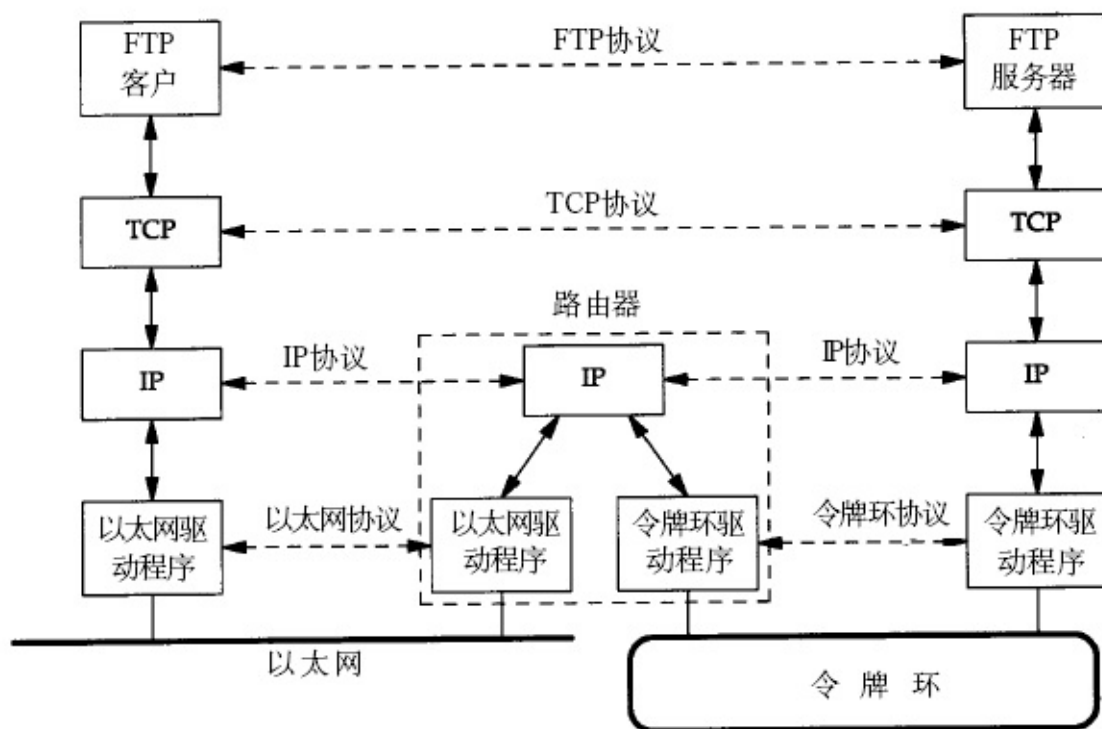 FTP
客户
FTP协议
FTP
服务器
TCP
TCP协议
TCP
路由器
IP
IP协议
IP
IP协议
IP
以太网驱
动程序
以太网协议
以太网驱
动程序
令牌环驱
动程序
令牌环协议
令牌环驱
动程序
以太网
令牌环